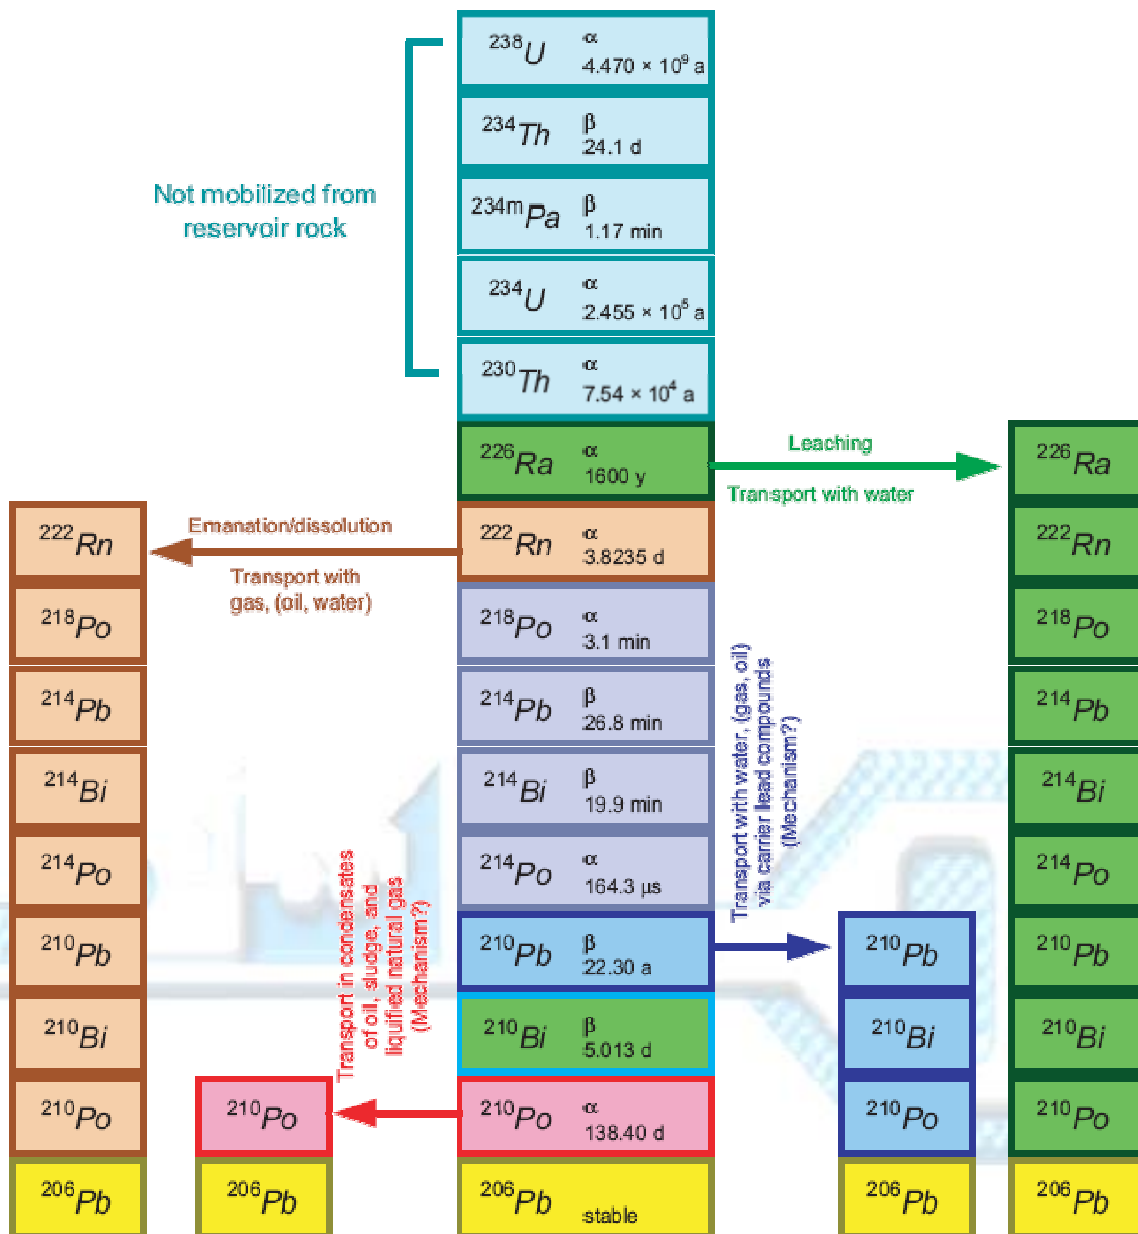 ²³⁸U α
4.470 × 10⁹ a
²³⁴Th β
24.1 d
Not mobilized from
reservoir rock
²³⁴ᵐPa β
1.17 min
²³⁴U α
2.455 × 10⁵ a
²³⁰Th α
7.54 × 10⁴ a
²²⁶Ra α
1600 y
Leaching
Transport with water
²²⁶Ra
²²²Rn
Emanation/dissolution
Transport with
gas, (oil, water)
²²²Rn α
3.8235 d
²²²Rn
²¹⁸Po
²¹⁸Po α
3.1 min
²¹⁸Po
²¹⁴Pb
²¹⁴Pb β
26.8 min
Transport with water, (gas, oil)
via carrier lead compounds
(Mechanism?)
²¹⁴Pb
²¹⁴Bi
²¹⁴Bi β
19.9 min
²¹⁴Bi
²¹⁴Po
Transport in condensates
of oil, sludge, and
liquified natural gas
(Mechanism?)
²¹⁴Po α
164.3 µs
²¹⁴Po
²¹⁰Pb
²¹⁰Pb β
22.30 a
²¹⁰Pb
²¹⁰Pb
²¹⁰Bi
²¹⁰Bi β
5.013 d
²¹⁰Bi
²¹⁰Bi
²¹⁰Po
²¹⁰Po
²¹⁰Po α
138.40 d
²¹⁰Po
²¹⁰Po
²⁰⁶Pb
²⁰⁶Pb
²⁰⁶Pb
stable
²⁰⁶Pb
²⁰⁶Pb